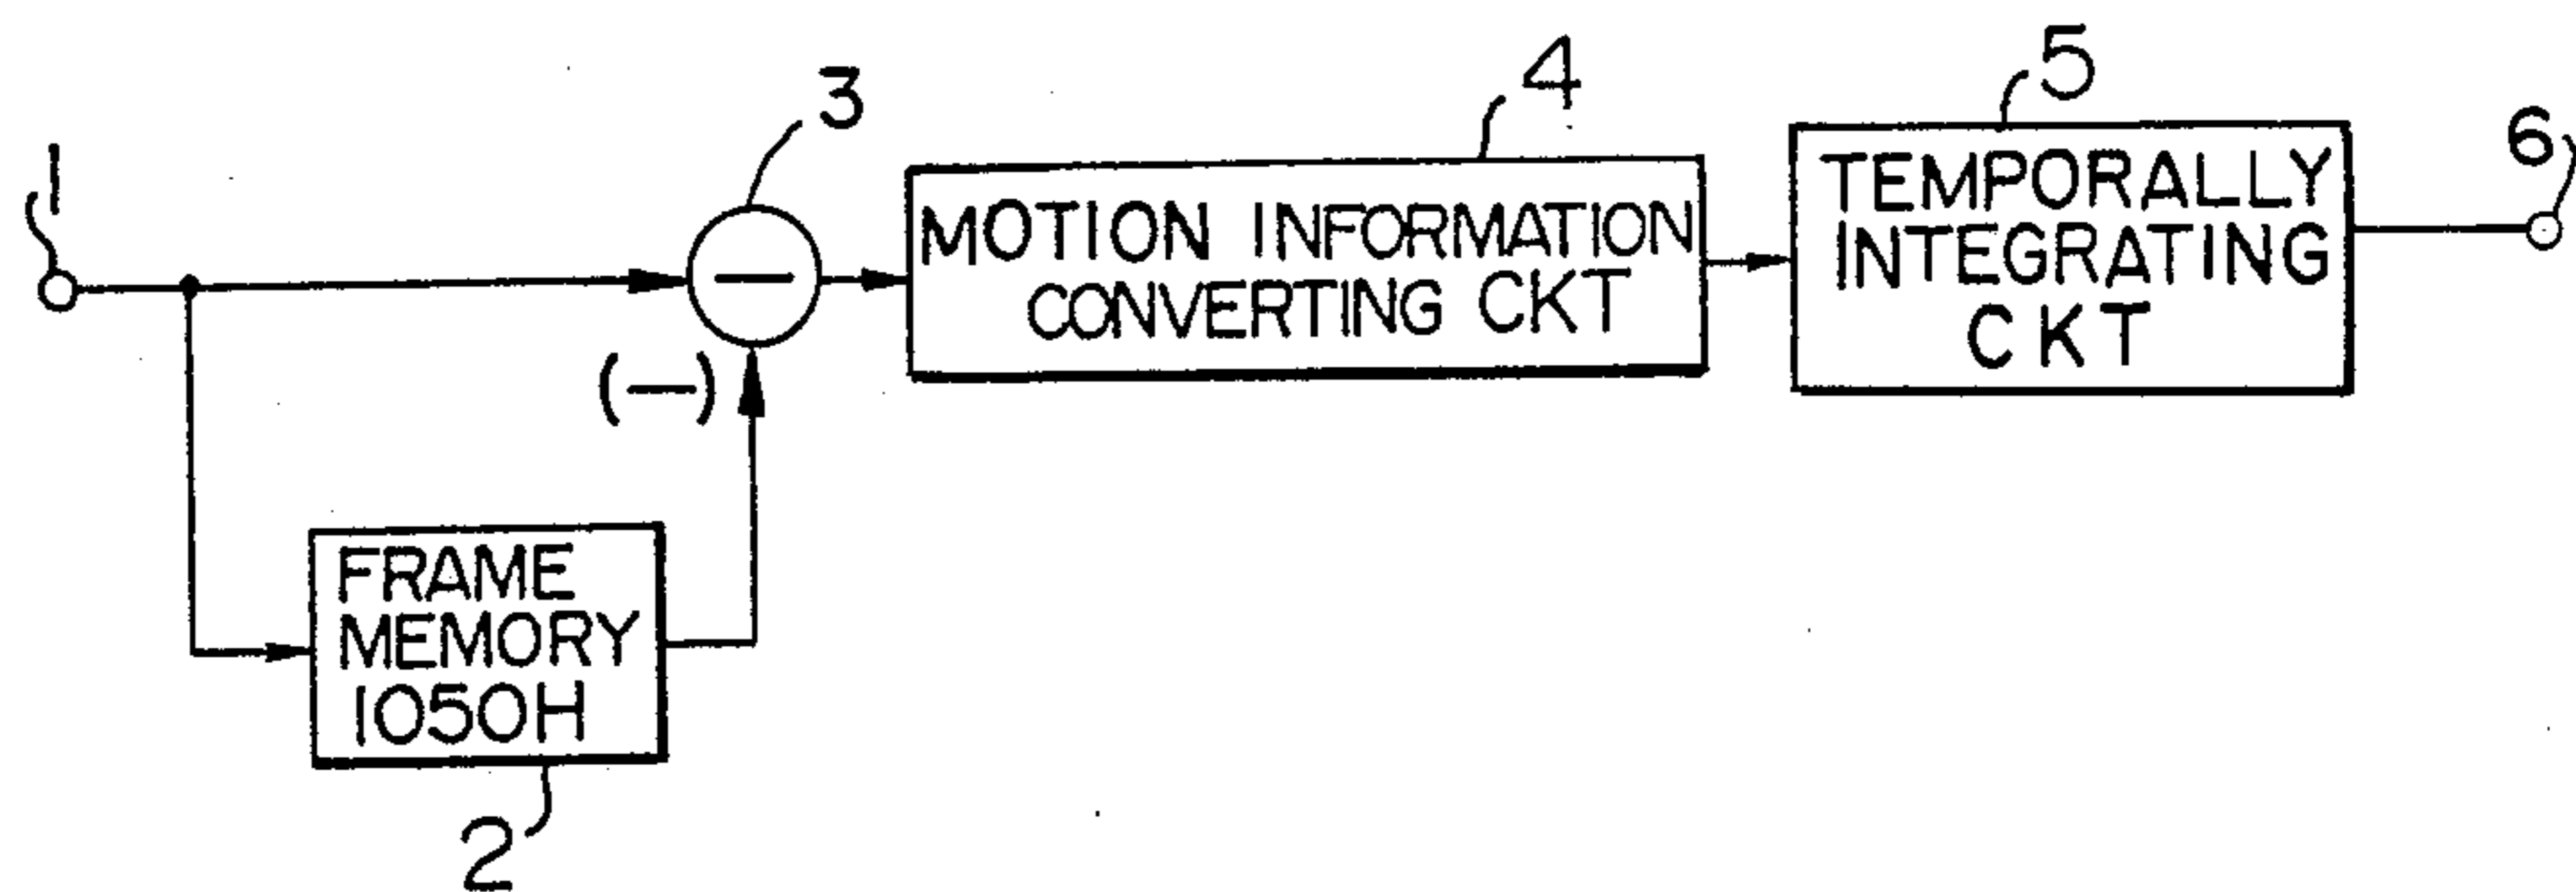 1
3
4
5
6
MOTION INFORMATION
CONVERTING CKT
TEMPORALLY
INTEGRATING
CKT
(—)
FRAME
MEMORY
1050H
2